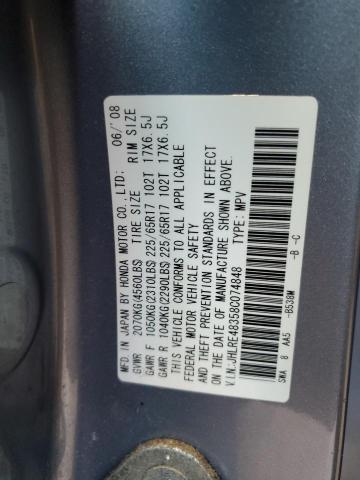 MFD. IN JAPAN BY HONDA MOTOR CO.,LTD: 06/'08
GVWR 2070KG(4560LBS) TIRE SIZE RIM SIZE
GAWR F 1050KG(2310LBS) 225/65R17 102T 17X6.5J
GAWR R 1040KG(2290LBS) 225/65R17 102T 17X6.5J
THIS VEHICLE CONFORMS TO ALL APPLICABLE
FEDERAL MOTOR VEHICLE SAFETY
AND THEFT PREVENTION STANDARDS IN EFFECT
ON THE DATE OF MANUFACTURE SHOWN ABOVE.
V.I.N:JHLRE48358C074848 TYPE: MPV
SWA 8 AA5 -B538M -B -C